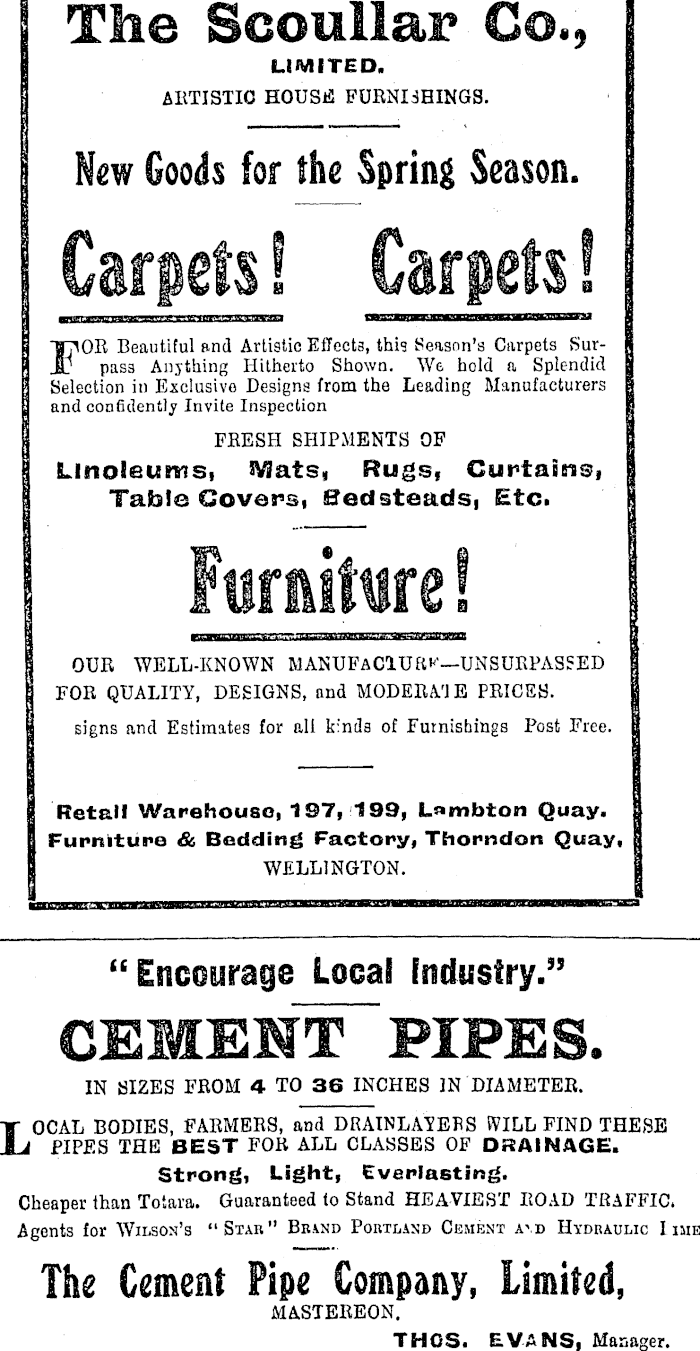 The Scoullar Co.,
LIMITED.
ARTISTIC HOUSE FURNISHINGS.
New Goods for the Spring Season.
Carpets! Carpets!
FOR Beautiful and Artistic Effects, this Season's Carpets Sur-
pass Anything Hitherto Shown. We hold a Splendid
Selection in Exclusive Designs from the Leading Manufacturers
and confidently Invite Inspection
FRESH SHIPMENTS OF
Linoleums, Mats, Rugs, Curtains,
Table Covers, Bedsteads, Etc.
Furniture!
OUR WELL-KNOWN MANUFACTURE—UNSURPASSED
FOR QUALITY, DESIGNS, and MODERATE PRICES.
signs and Estimates for all kinds of Furnishings Post Free.
Retail Warehouse, 197, 199, Lambton Quay.
Furniture & Bedding Factory, Thorndon Quay,
WELLINGTON.
"Encourage Local Industry."
CEMENT PIPES.
IN SIZES FROM 4 TO 36 INCHES IN DIAMETER.
LOCAL BODIES, FARMERS, and DRAINLAYERS WILL FIND THESE
PIPES THE BEST FOR ALL CLASSES OF DRAINAGE.
Strong, Light, Everlasting.
Cheaper than Totara. Guaranteed to Stand HEAVIEST ROAD TRAFFIC.
Agents for WILSON'S "STAR" BRAND PORTLAND CEMENT AND HYDRAULIC LIME
The Cement Pipe Company, Limited,
MASTERTON.
THOS. EVANS, Manager.